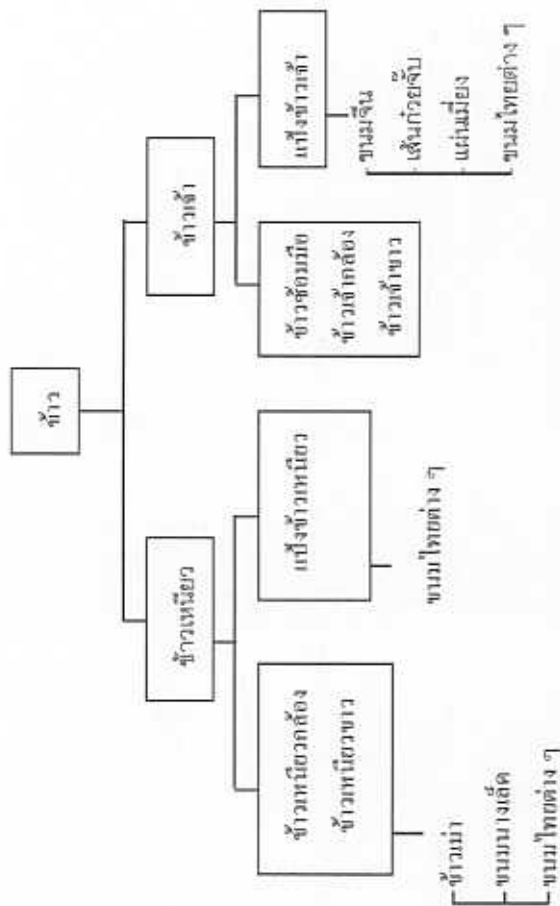 ข้าว
ข้าวเหนียว
ข้าวเจ้า
ข้าวเหนียวกล้อง
ข้าวเหนียวขาว
แป้งข้าวเหนียว
ข้าวซ้อมมือ
ข้าวเจ้ากล้อง
ข้าวเจ้าขาว
แป้งข้าวเจ้า
ข้าวเม่า
ขนมนางเล็ด
ขนมไทยต่าง ๆ
ขนมไทยต่าง ๆ
ขนมจีน
เส้นก๋วยจั๊บ
แผ่นเมี่ยง
ขนมไทยต่าง ๆ